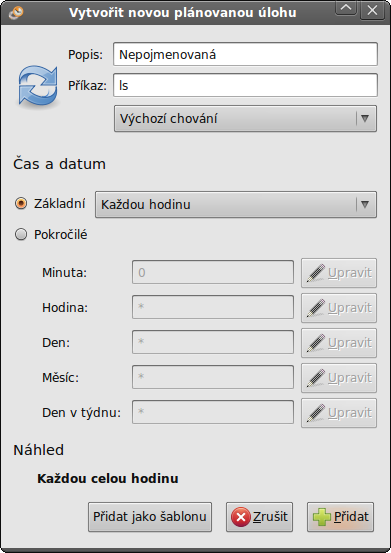 Vytvořit novou plánovanou úlohu
Popis: Nepojmenovaná
Příkaz: ls
Výchozí chování
Čas a datum
Základní Každou hodinu
Pokročilé
Minuta: 0 Upravit
Hodina: * Upravit
Den: * Upravit
Měsíc: * Upravit
Den v týdnu: * Upravit
Náhled
Každou celou hodinu
Přidat jako šablonu Zrušit Přidat